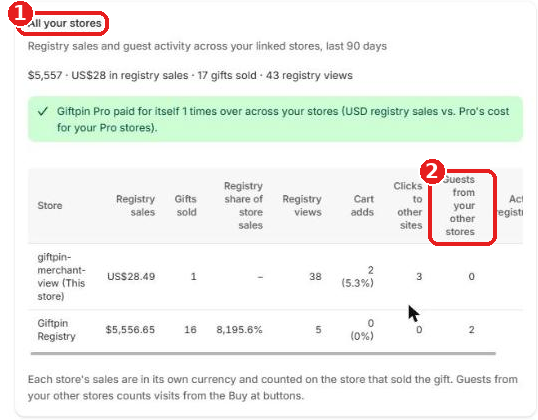 1
All your stores
Registry sales and guest activity across your linked stores, last 90 days
$5,557 · US$28 in registry sales · 17 gifts sold · 43 registry views
✓ Giftpin Pro paid for itself 1 times over across your stores (USD registry sales vs. Pro's cost
for your Pro stores).
2
Store
Registry
sales
Gifts
sold
Registry
share of
store
sales
Registry
views
Cart
adds
Clicks
to
other
sites
Guests
from
your
other
stores
giftpin-
merchant-
view (This
store)
US$28.49
1
–
38
2
(5.3%)
3
0
Giftpin
Registry
$5,556.65
16
8,195.6%
5
0
(0%)
0
2
Each store's sales are in its own currency and counted on the store that sold the gift. Guests from
your other stores counts visits from the Buy at buttons.